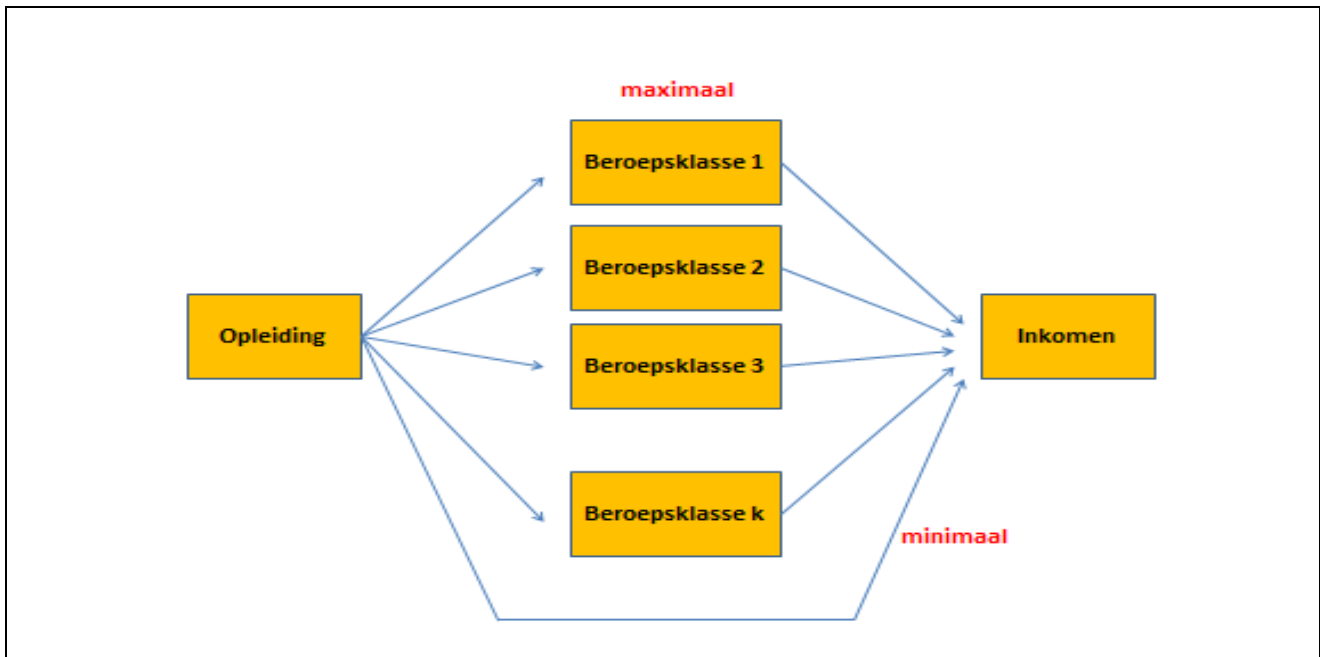 maximaal
Beroepsklasse 1
Beroepsklasse 2
Opleiding
Inkomen
Beroepsklasse 3
Beroepsklasse k
minimaal